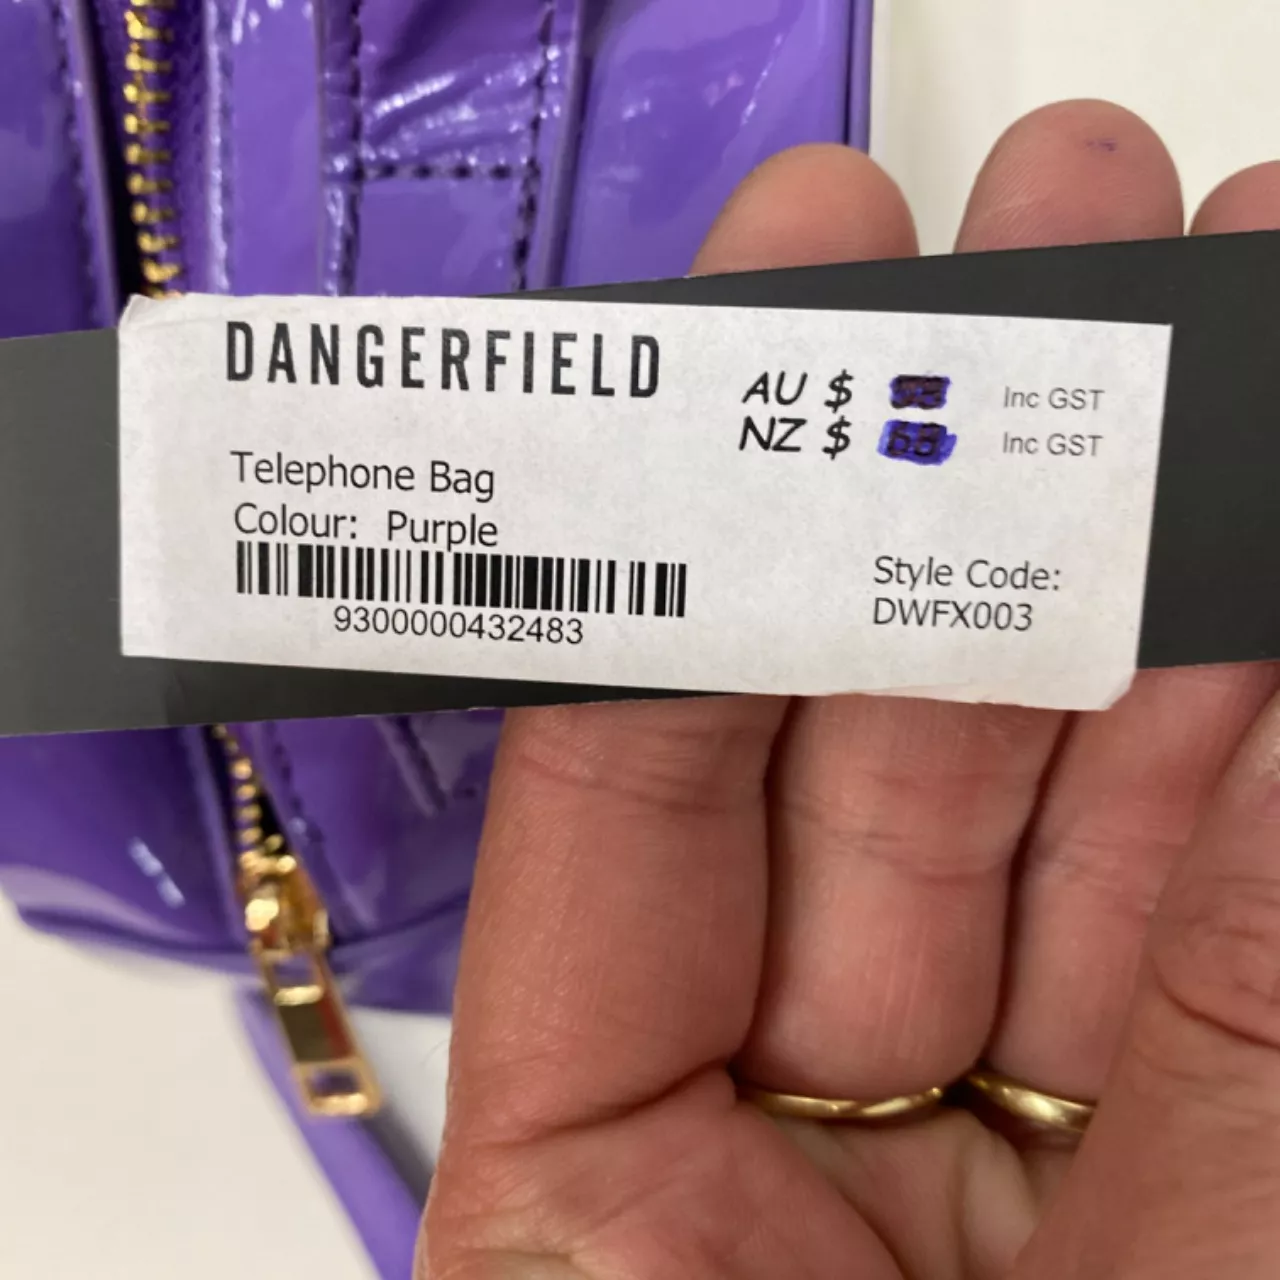 DANGERFIELD
AU $ Inc GST
NZ $ Inc GST
Telephone Bag
Colour: Purple
9300000432483
Style Code:
DWFX003